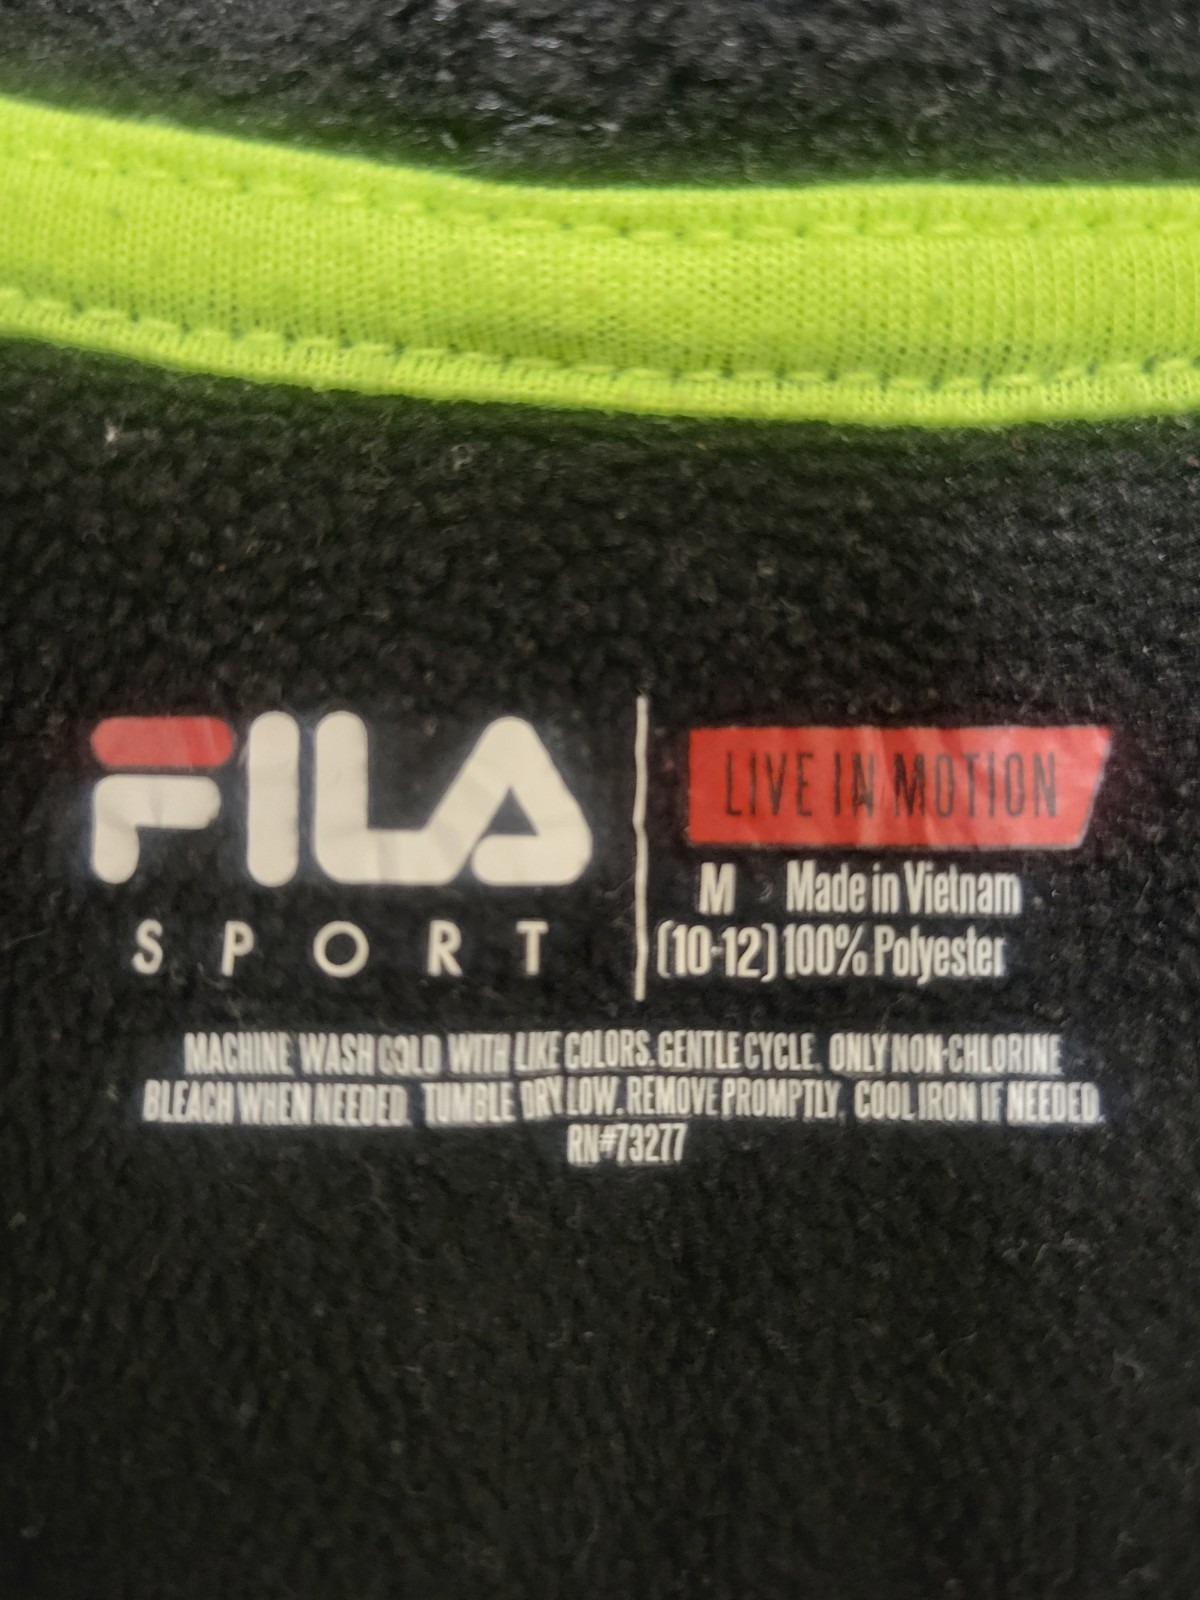 FILA
SPORT
LIVE IN MOTION
M Made in Vietnam
(10-12) 100% Polyester
MACHINE WASH COLD WITH LIKE COLORS. GENTLE CYCLE. ONLY NON-CHLORINE
BLEACH WHEN NEEDED. TUMBLE DRY LOW. REMOVE PROMPTLY. COOL IRON IF NEEDED.
RN#73277